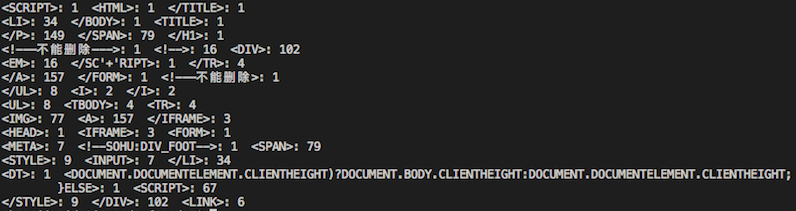 <SCRIPT>: 1 <HTML>: 1 </TITLE>: 1
<LI>: 34 </BODY>: 1 <TITLE>: 1
</P>: 149 </SPAN>: 79 </H1>: 1
<!---不能删除--->: 1 <!-->: 16 <DIV>: 102
<EM>: 16 </SC'+'RIPT>: 1 </TR>: 4
</A>: 157 </FORM>: 1 <!---不能删除>: 1
</UL>: 8 <I>: 2 </I>: 2
<UL>: 8 <TBODY>: 4 <TR>: 4
<IMG>: 77 <A>: 157 </IFRAME>: 3
<HEAD>: 1 <IFRAME>: 3 <FORM>: 1
<META>: 7 <!--SOHU:DIV_FOOT-->: 1 <SPAN>: 79
<STYLE>: 9 <INPUT>: 7 </LI>: 34
<DT>: 1 <DOCUMENT.DOCUMENTELEMENT.CLIENTHEIGHT)?DOCUMENT.BODY.CLIENTHEIGHT:DOCUMENT.DOCUMENTELEMENT.CLIENTHEIGHT;
}ELSE>: 1 <SCRIPT>: 67
</STYLE>: 9 </DIV>: 102 <LINK>: 6